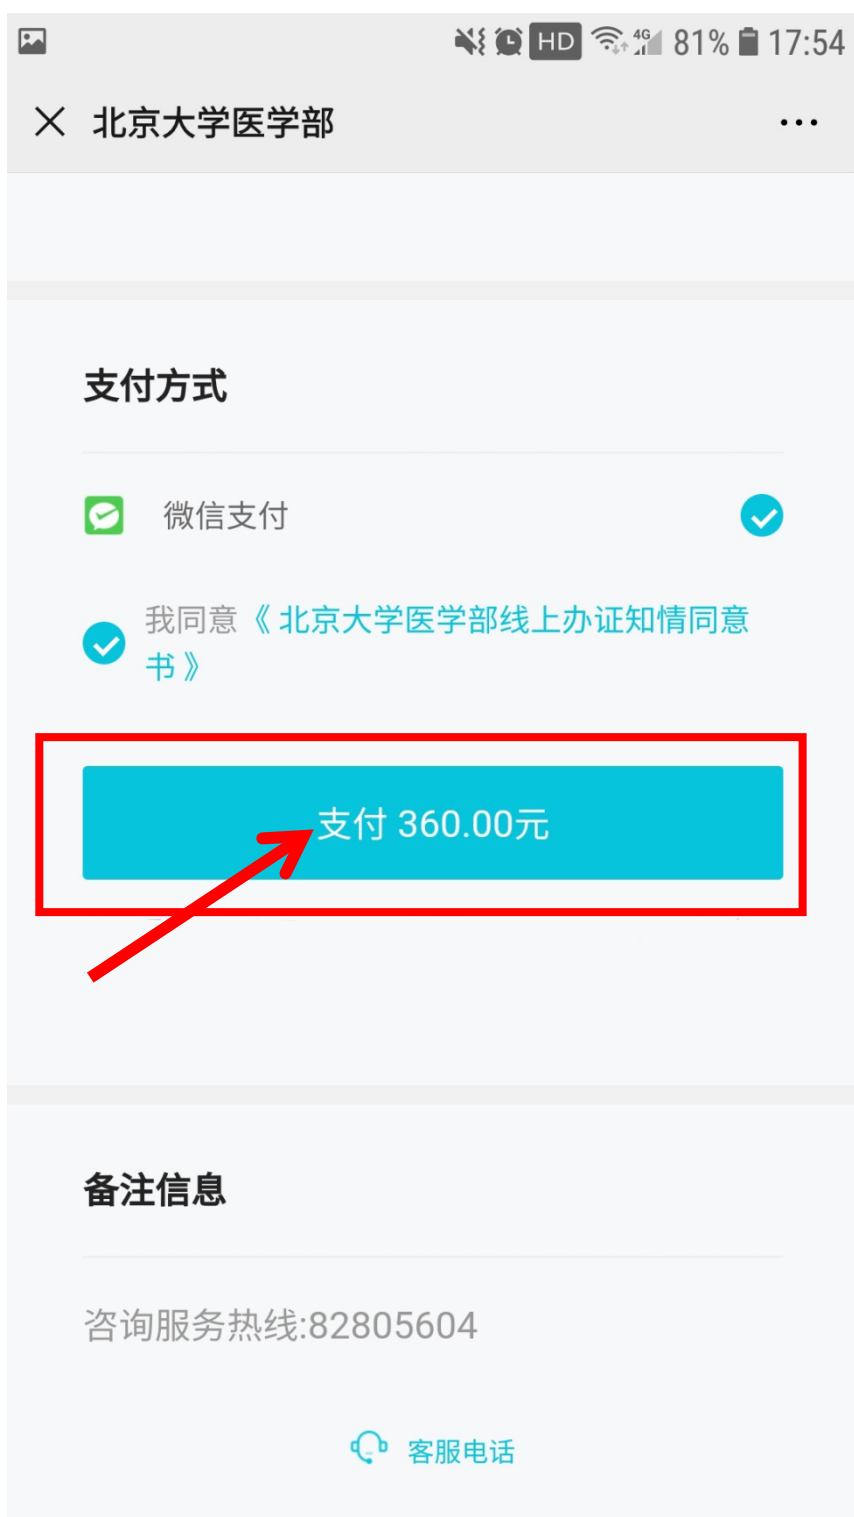 HD 4G 81% 17:54
北京大学医学部
支付方式
微信支付
我同意《北京大学医学部线上办证知情同意
书》
支付 360.00元
备注信息
咨询服务热线:82805604
客服电话